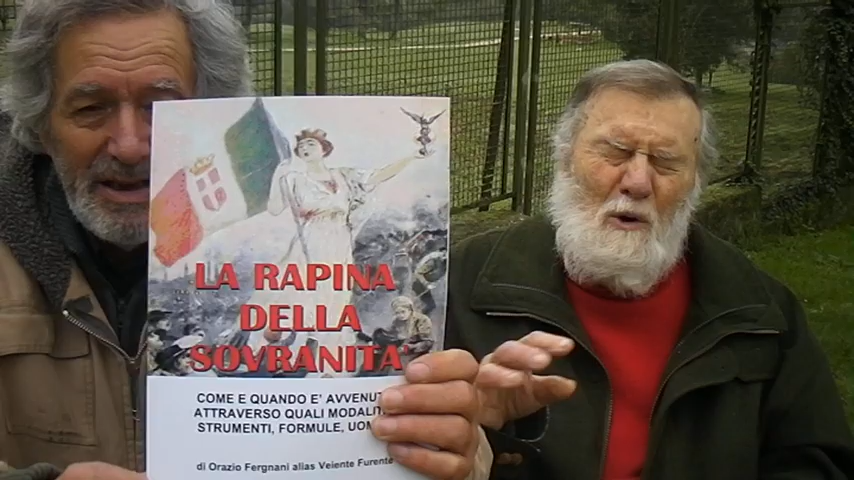 LA RAPINA
DELLA
SOVRANITA'
COME E QUANDO E' AVVENUT
ATTRAVERSO QUALI MODALIT
STRUMENTI, FORMULE, UOM
di Orazio Fergnani alias Veiente Furente